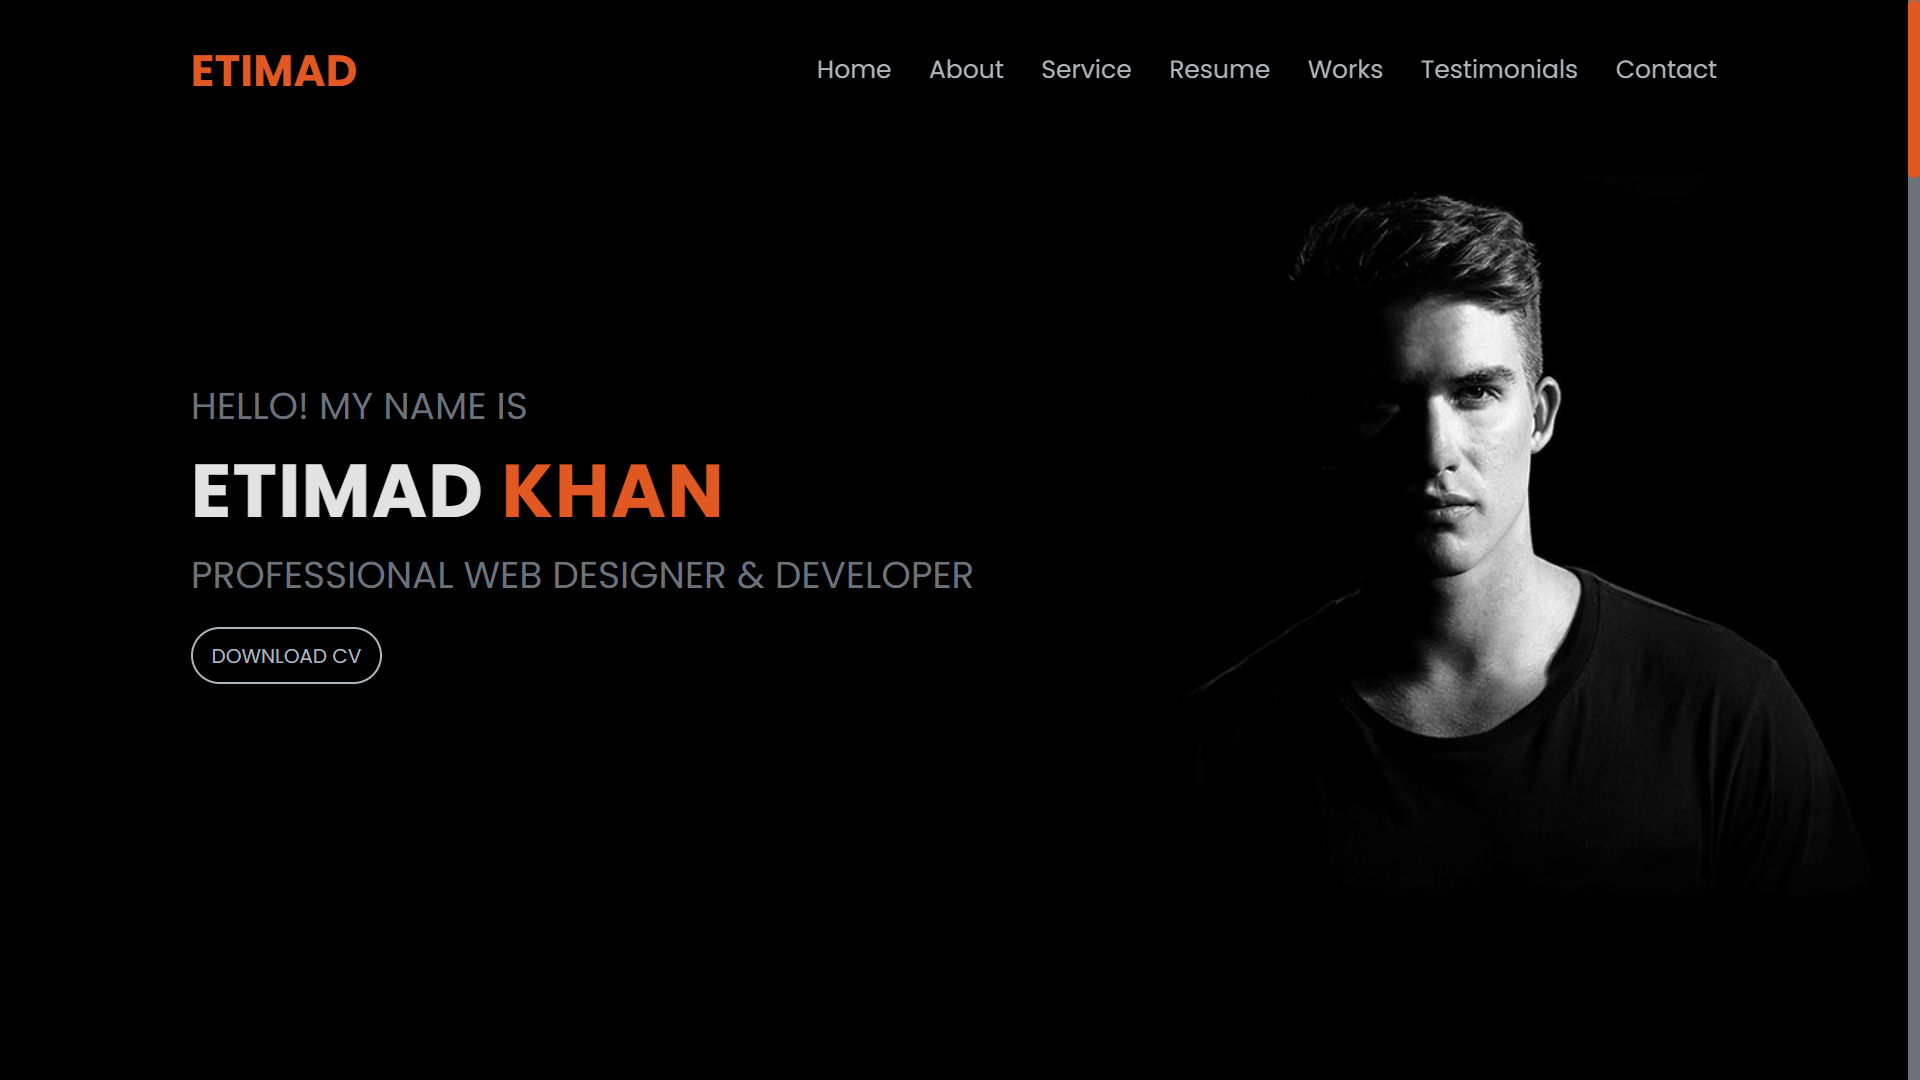 ETIMAD
Home About Service Resume Works Testimonials Contact
HELLO! MY NAME IS
ETIMAD KHAN
PROFESSIONAL WEB DESIGNER & DEVELOPER
DOWNLOAD CV